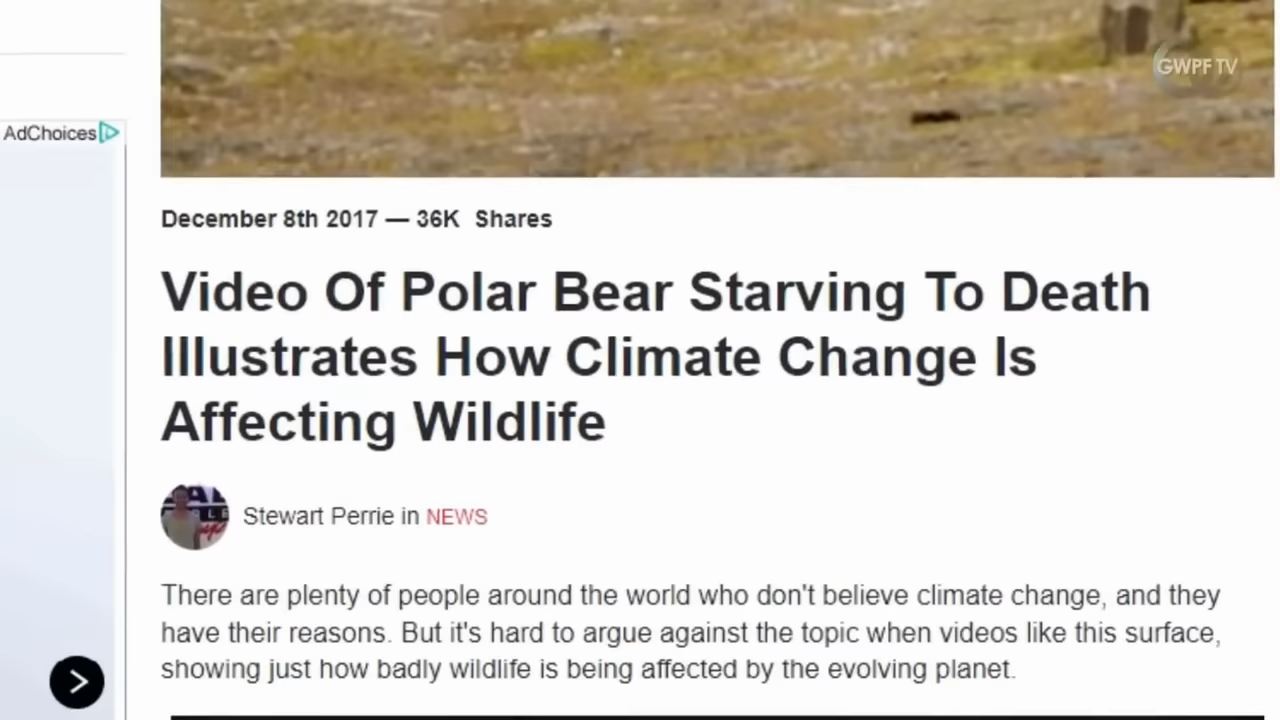 GWPF TV
AdChoices
December 8th 2017 — 36K Shares
Video Of Polar Bear Starving To Death
Illustrates How Climate Change Is
Affecting Wildlife
Stewart Perrie in NEWS
There are plenty of people around the world who don't believe climate change, and they
have their reasons. But it's hard to argue against the topic when videos like this surface,
showing just how badly wildlife is being affected by the evolving planet.